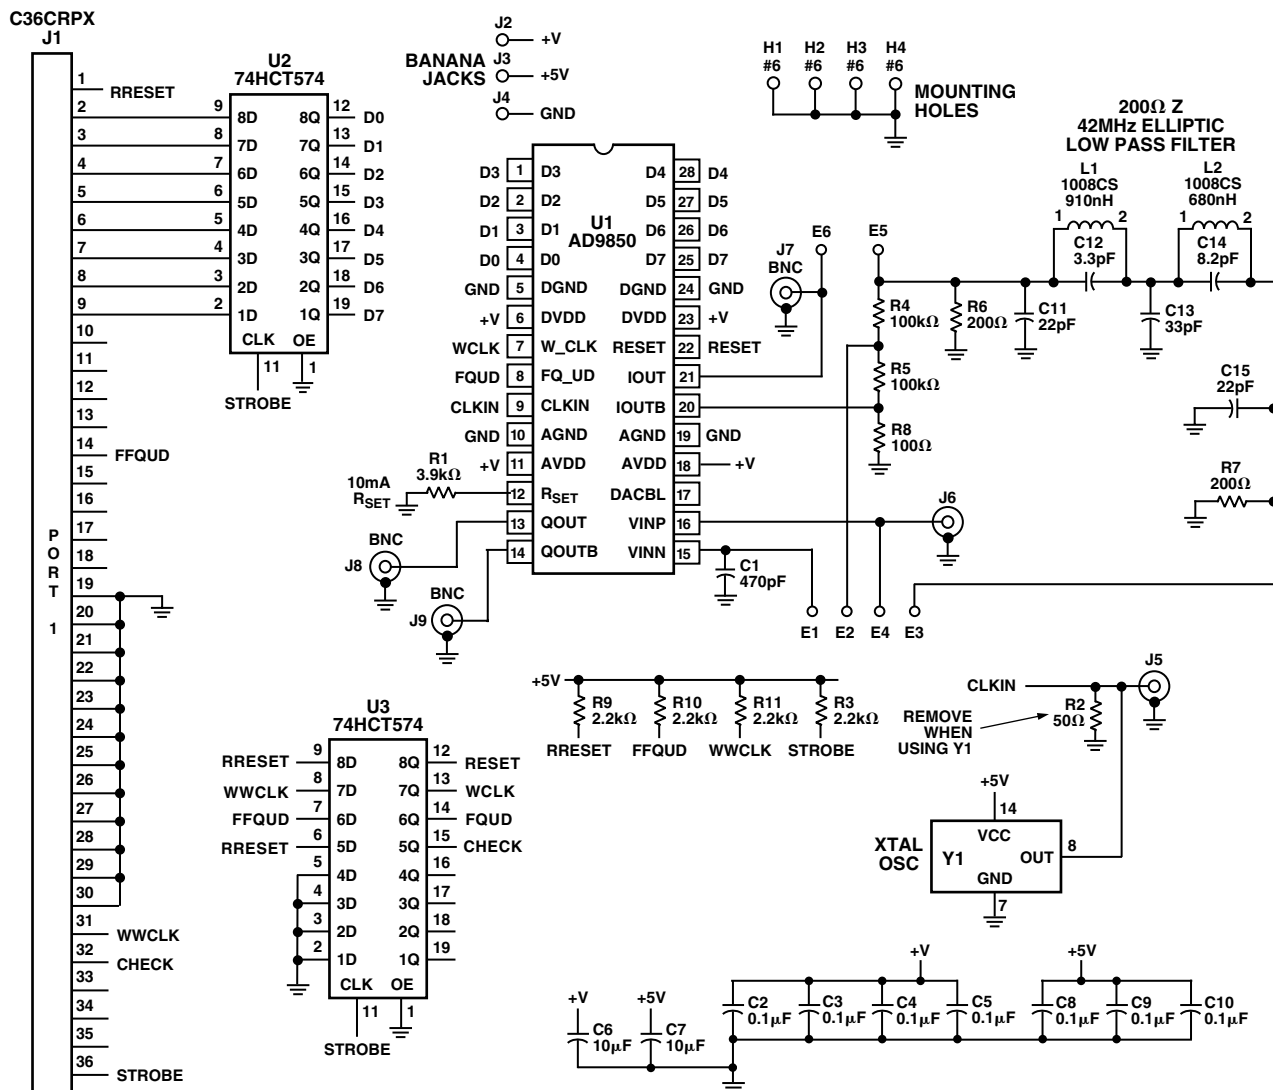 C36CRPX
J1
PORT 1
1
RRESET
2
3
4
5
6
7
8
9
10
11
12
13
14
FFQUD
15
16
17
18
19
20
21
22
23
24
25
26
27
28
29
30
31
WWCLK
32
CHECK
33
34
35
36
STROBE
U2
74HCT574
9 8D 8Q 12 D0
8 7D 7Q 13 D1
7 6D 6Q 14 D2
6 5D 5Q 15 D3
5 4D 4Q 16 D4
4 3D 3Q 17 D5
3 2D 2Q 18 D6
2 1D 1Q 19 D7
CLK OE
11 1
STROBE
BANANA
JACKS
J2 +V
J3 +5V
J4 GND
H1 H2 H3 H4
#6 #6 #6 #6
MOUNTING
HOLES
U1
AD9850
D3 1 D3 D4 28 D4
D2 2 D2 D5 27 D5
D1 3 D1 D6 26 D6
D0 4 D0 D7 25 D7
GND 5 DGND DGND 24 GND
+V 6 DVDD DVDD 23 +V
WCLK 7 W_CLK RESET 22 RESET
FQUD 8 FQ_UD IOUT 21
CLKIN 9 CLKIN IOUTB 20
GND 10 AGND AGND 19 GND
+V 11 AVDD AVDD 18 +V
12 RSET DACBL 17
13 QOUT VINP 16
14 QOUTB VINN 15
10mA
RSET
R1
3.9kΩ
BNC
J8
BNC
J9
J7
BNC
E6
E5
R4
100kΩ
R5
100kΩ
R8
100Ω
R6
200Ω
C11
22pF
200Ω Z
42MHz ELLIPTIC
LOW PASS FILTER
L1
1008CS
910nH
1 2
C12
3.3pF
L2
1008CS
680nH
1 2
C14
8.2pF
C13
33pF
C15
22pF
R7
200Ω
J6
C1
470pF
E1 E2 E4 E3
+5V
R9
2.2kΩ
R10
2.2kΩ
R11
2.2kΩ
R3
2.2kΩ
RRESET FFQUD WWCLK STROBE
CLKIN
J5
R2
50Ω
REMOVE
WHEN
USING Y1
+5V
14
VCC
XTAL
OSC
Y1
OUT
8
GND
7
U3
74HCT574
RRESET 9 8D 8Q 12 RESET
WWCLK 8 7D 7Q 13 WCLK
FFQUD 7 6D 6Q 14 FQUD
RRESET 6 5D 5Q 15 CHECK
5 4D 4Q 16
4 3D 3Q 17
3 2D 2Q 18
2 1D 1Q 19
CLK OE
11 1
STROBE
+V
C6
10μF
+5V
C7
10μF
+V
C2
0.1μF
C3
0.1μF
C4
0.1μF
C5
0.1μF
+5V
C8
0.1μF
C9
0.1μF
C10
0.1μF